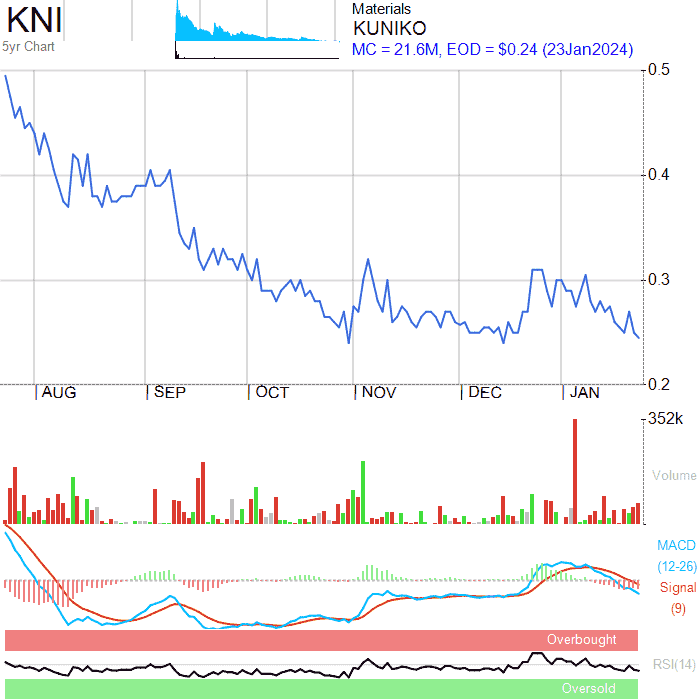 KNI
5yr Chart
Materials
KUNIKO
MC = 21.6M, EOD = $0.24 (23Jan2024)
0.5
0.4
0.3
0.2
AUG SEP OCT NOV DEC JAN
352k
Volume
MACD
(12-26)
Signal
(9)
Overbought
RSI(14)
Oversold